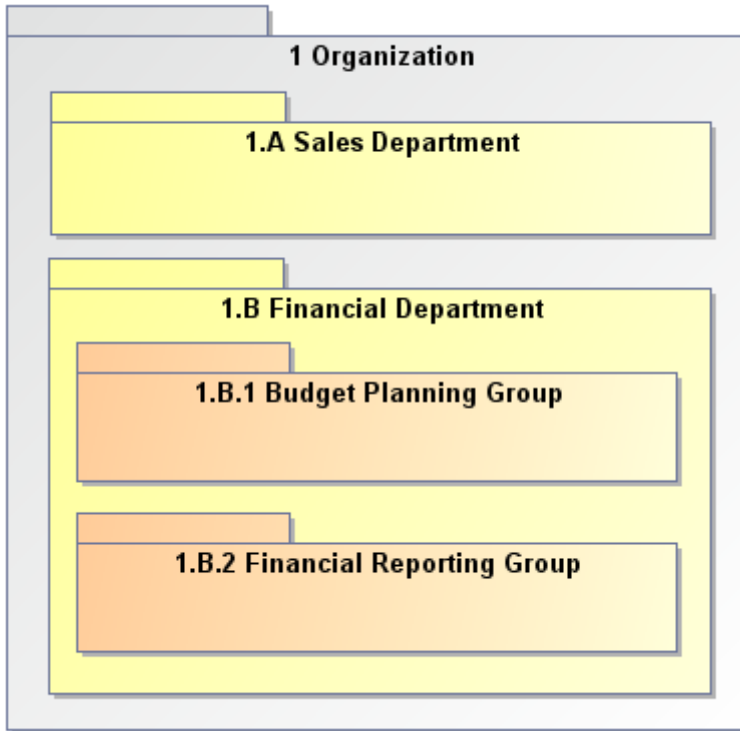 1 Organization
1.A Sales Department
1.B Financial Department
1.B.1 Budget Planning Group
1.B.2 Financial Reporting Group